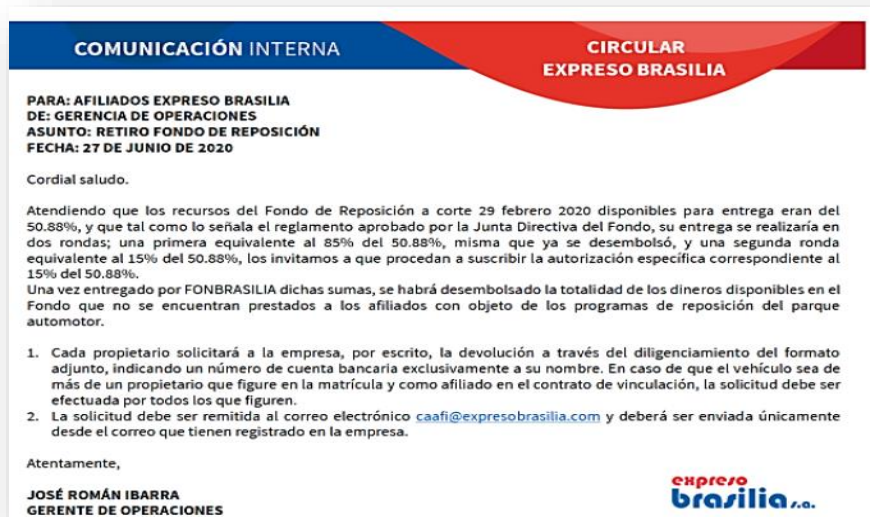 COMUNICACIÓN INTERNA
CIRCULAR
EXPRESO BRASILIA
PARA: AFILIADOS EXPRESO BRASILIA
DE: GERENCIA DE OPERACIONES
ASUNTO: RETIRO FONDO DE REPOSICIÓN
FECHA: 27 DE JUNIO DE 2020
Cordial saludo.
Atendiendo que los recursos del Fondo de Reposición a corte 29 febrero 2020 disponibles para entrega eran del
50.88%, y que tal como lo señala el reglamento aprobado por la Junta Directiva del Fondo, su entrega se realizaría en
dos rondas; una primera equivalente al 85% del 50.88%, misma que ya se desembolsó, y una segunda ronda
equivalente al 15% del 50.88%, los invitamos a que procedan a suscribir la autorización específica correspondiente al
15% del 50.88%.
Una vez entregado por FONBRASILIA dichas sumas, se habrá desembolsado la totalidad de los dineros disponibles en el
Fondo que no se encuentran prestados a los afiliados con objeto de los programas de reposición del parque
automotor.
1. Cada propietario solicitará a la empresa, por escrito, la devolución a través del diligenciamiento del formato
adjunto, indicando un número de cuenta bancaria exclusivamente a su nombre. En caso de que el vehículo sea de
más de un propietario que figure en la matrícula y como afiliado en el contrato de vinculación, la solicitud debe ser
efectuada por todos los que figuren.
2. La solicitud debe ser remitida al correo electrónico caafi@expresobrasilia.com y deberá ser enviada únicamente
desde el correo que tienen registrado en la empresa.
Atentamente,
JOSÉ ROMÁN IBARRA
GERENTE DE OPERACIONES
expreso
brasilia s.a.